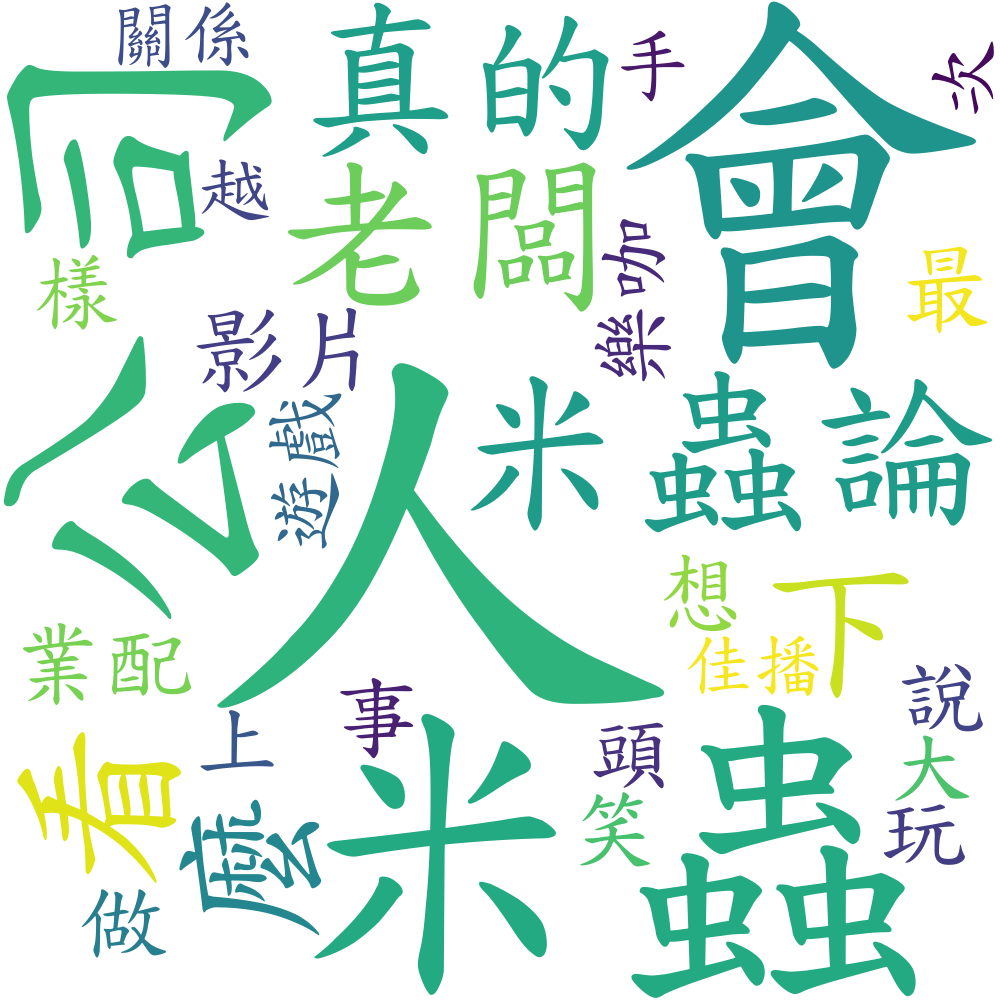 關係
真的
手
會
次
公司
越
老闆
樂咖
樣
最
影片
遊戲
人
米蟲論
想
下
佳播
業配
說
事
上
頭
大
看
米蟲
笑
玩
麼
做